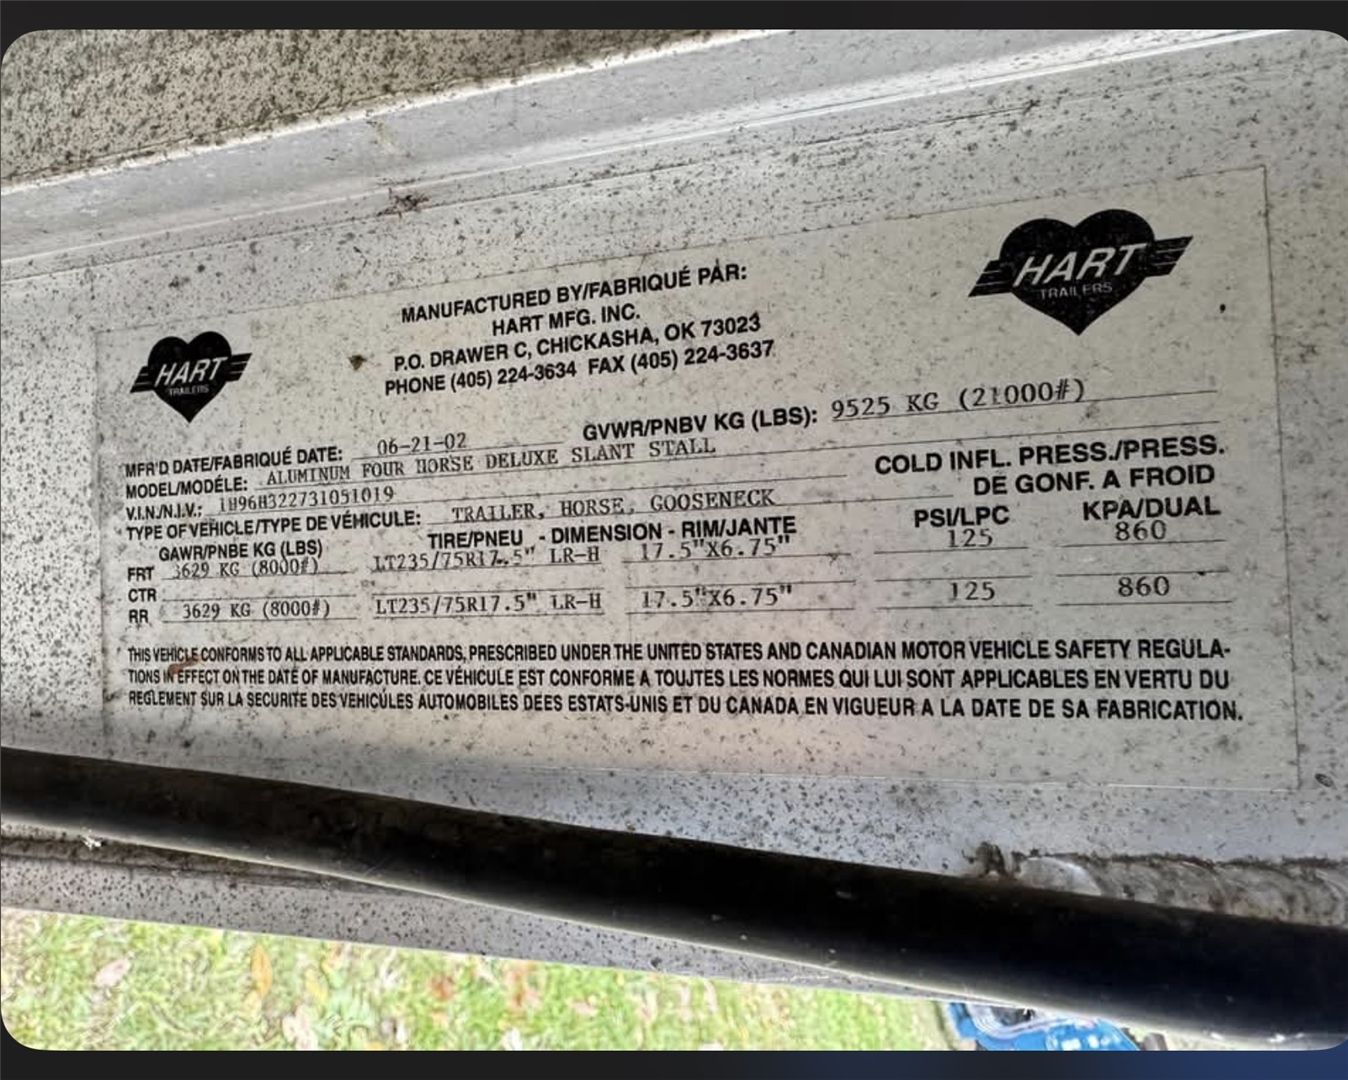 HART
TRAILERS
HART
TRAILERS
MANUFACTURED BY/FABRIQUÉ PAR:
HART MFG. INC.
P.O. DRAWER C, CHICKASHA, OK 73023
PHONE (405) 224-3634 FAX (405) 224-3637
MFR'D DATE/FABRIQUÉ DATE: 06-21-02 GVWR/PNBV KG (LBS): 9525 KG (21000#)
MODEL/MODÉLE: ALUMINUM FOUR HORSE DELUXE SLANT STALL
V.I.N./N.I.V.: 1H96H322731051019
TYPE OF VEHICLE/TYPE DE VÉHICULE: TRAILER, HORSE, GOOSENECK
COLD INFL. PRESS./PRESS.
DE GONF. A FROID
GAWR/PNBE KG (LBS) TIRE/PNEU - DIMENSION - RIM/JANTE PSI/LPC KPA/DUAL
FRT 3629 KG (8000#) LT235/75R17.5" LR-H 17.5"X6.75" 125 860
CTR
RR 3629 KG (8000#) LT235/75R17.5" LR-H 17.5"X6.75" 125 860
THIS VEHICLE CONFORMS TO ALL APPLICABLE STANDARDS, PRESCRIBED UNDER THE UNITED STATES AND CANADIAN MOTOR VEHICLE SAFETY REGULA-
TIONS IN EFFECT ON THE DATE OF MANUFACTURE. CE VÉHICULE EST CONFORME A TOUJTES LES NORMES QUI LUI SONT APPLICABLES EN VERTU DU
REGLEMENT SUR LA SECURITE DES VEHICÚLES AUTOMOBILES DEES ESTATS-UNIS ET DU CANADA EN VIGUEUR A LA DATE DE SA FABRICATION.